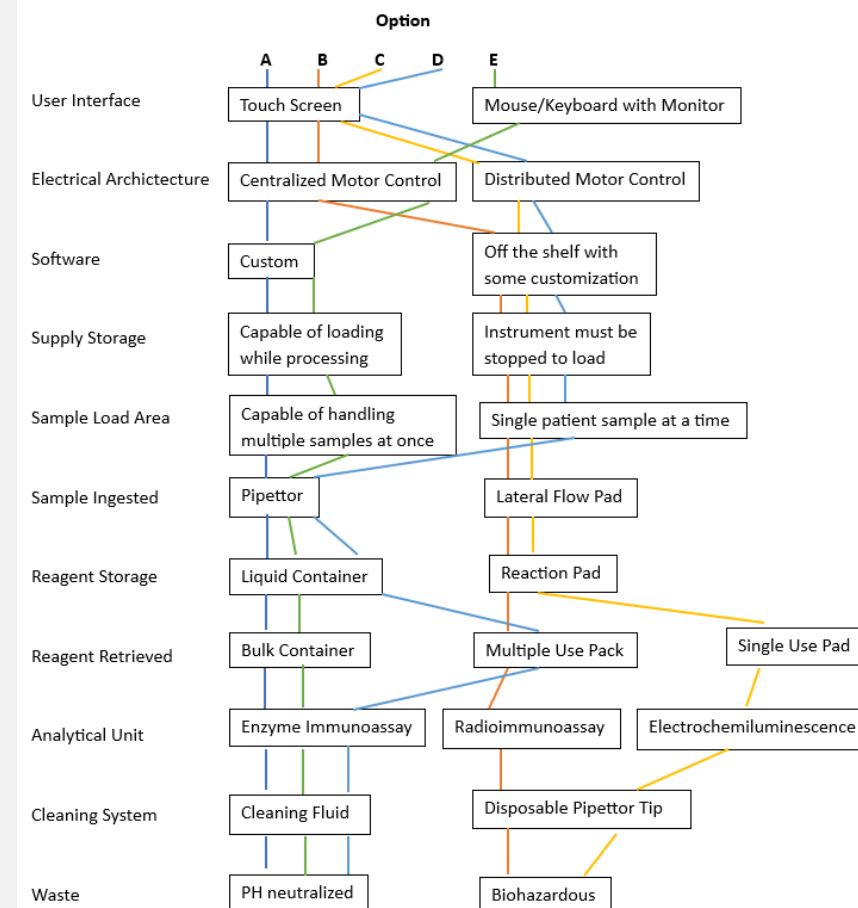 Option
A B C D E
User Interface
Touch Screen
Mouse/Keyboard with Monitor
Electrical Archictecture
Centralized Motor Control
Distributed Motor Control
Software
Custom
Off the shelf with
some customization
Supply Storage
Capable of loading
while processing
Instrument must be
stopped to load
Sample Load Area
Capable of handling
multiple samples at once
Single patient sample at a time
Sample Ingested
Pipettor
Lateral Flow Pad
Reagent Storage
Liquid Container
Reaction Pad
Reagent Retrieved
Bulk Container
Multiple Use Pack
Single Use Pad
Analytical Unit
Enzyme Immunoassay
Radioimmunoassay
Electrochemiluminescence
Cleaning System
Cleaning Fluid
Disposable Pipettor Tip
Waste
PH neutralized
Biohazardous